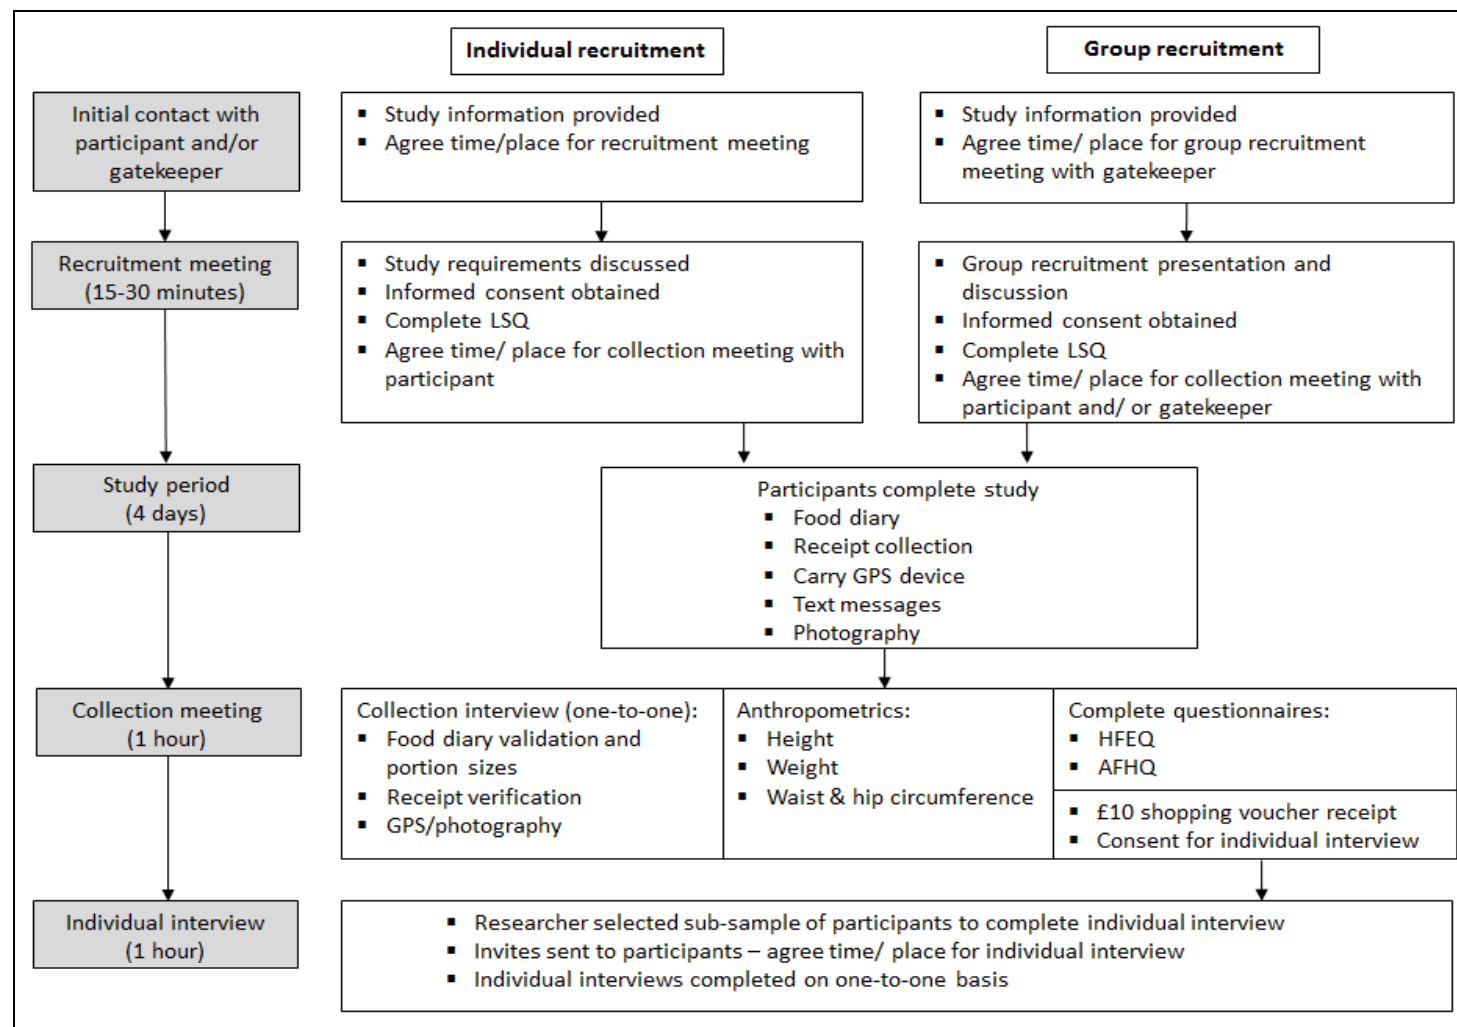 Individual recruitment
Group recruitment
Initial contact with
participant and/or
gatekeeper
▪ Study information provided
▪ Agree time/place for recruitment meeting
▪ Study information provided
▪ Agree time/ place for group recruitment
meeting with gatekeeper
Recruitment meeting
(15-30 minutes)
▪ Study requirements discussed
▪ Informed consent obtained
▪ Complete LSQ
▪ Agree time/ place for collection meeting with
participant
▪ Group recruitment presentation and
discussion
▪ Informed consent obtained
▪ Complete LSQ
▪ Agree time/ place for collection meeting with
participant and/ or gatekeeper
Study period
(4 days)
Participants complete study
▪ Food diary
▪ Receipt collection
▪ Carry GPS device
▪ Text messages
▪ Photography
Collection meeting
(1 hour)
Collection interview (one-to-one):
▪ Food diary validation and
portion sizes
▪ Receipt verification
▪ GPS/photography
Anthropometrics:
▪ Height
▪ Weight
▪ Waist & hip circumference
Complete questionnaires:
▪ HFEQ
▪ AFHQ
▪ £10 shopping voucher receipt
▪ Consent for individual interview
Individual interview
(1 hour)
▪ Researcher selected sub-sample of participants to complete individual interview
▪ Invites sent to participants – agree time/ place for individual interview
▪ Individual interviews completed on one-to-one basis